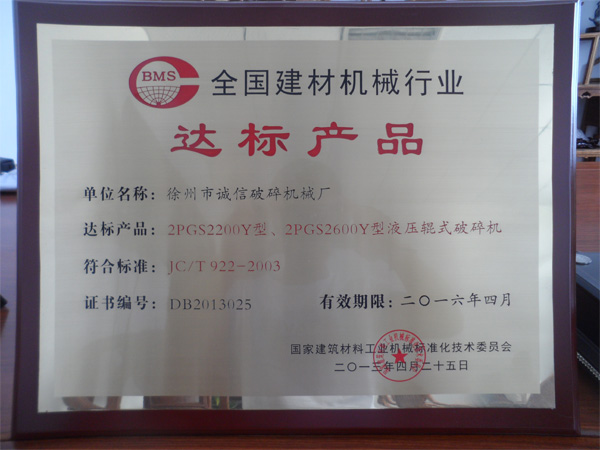 BMS
全国建材机械行业
达标产品
单位名称：徐州市诚信破碎机械厂
达标产品：2PGS2200Y型、2PGS2600Y型液压辊式破碎机
符合标准：JC/T 922-2003
证书编号：DB2013025 有效期限：二〇一六年四月
国家建筑材料工业机械标准化技术委员会
二〇一三年四月二十五日